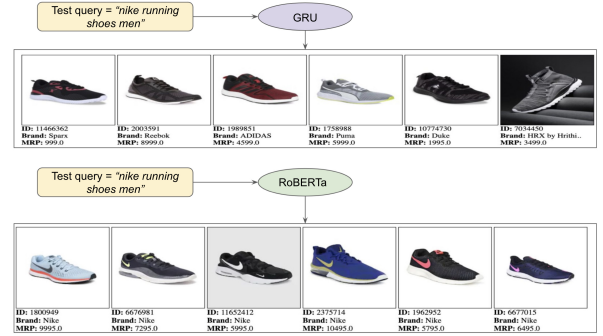 Test query = “nike running
shoes men”
GRU
ID: 11466362
Brand: Sparx
MRP: 999.0
ID: 2003591
Brand: Reebok
MRP: 8999.0
ID: 1989851
Brand: ADIDAS
MRP: 4599.0
ID: 1758988
Brand: Puma
MRP: 5999.0
ID: 10774730
Brand: Duke
MRP: 1995.0
ID: 7034450
Brand: HRX by Hrithi..
MRP: 3499.0
Test query = “nike running
shoes men”
RoBERTa
ID: 1800949
Brand: Nike
MRP: 9995.0
ID: 6676981
Brand: Nike
MRP: 7295.0
ID: 11652412
Brand: Nike
MRP: 5995.0
ID: 2375714
Brand: Nike
MRP: 10495.0
ID: 1962952
Brand: Nike
MRP: 5795.0
ID: 6677015
Brand: Nike
MRP: 6495.0